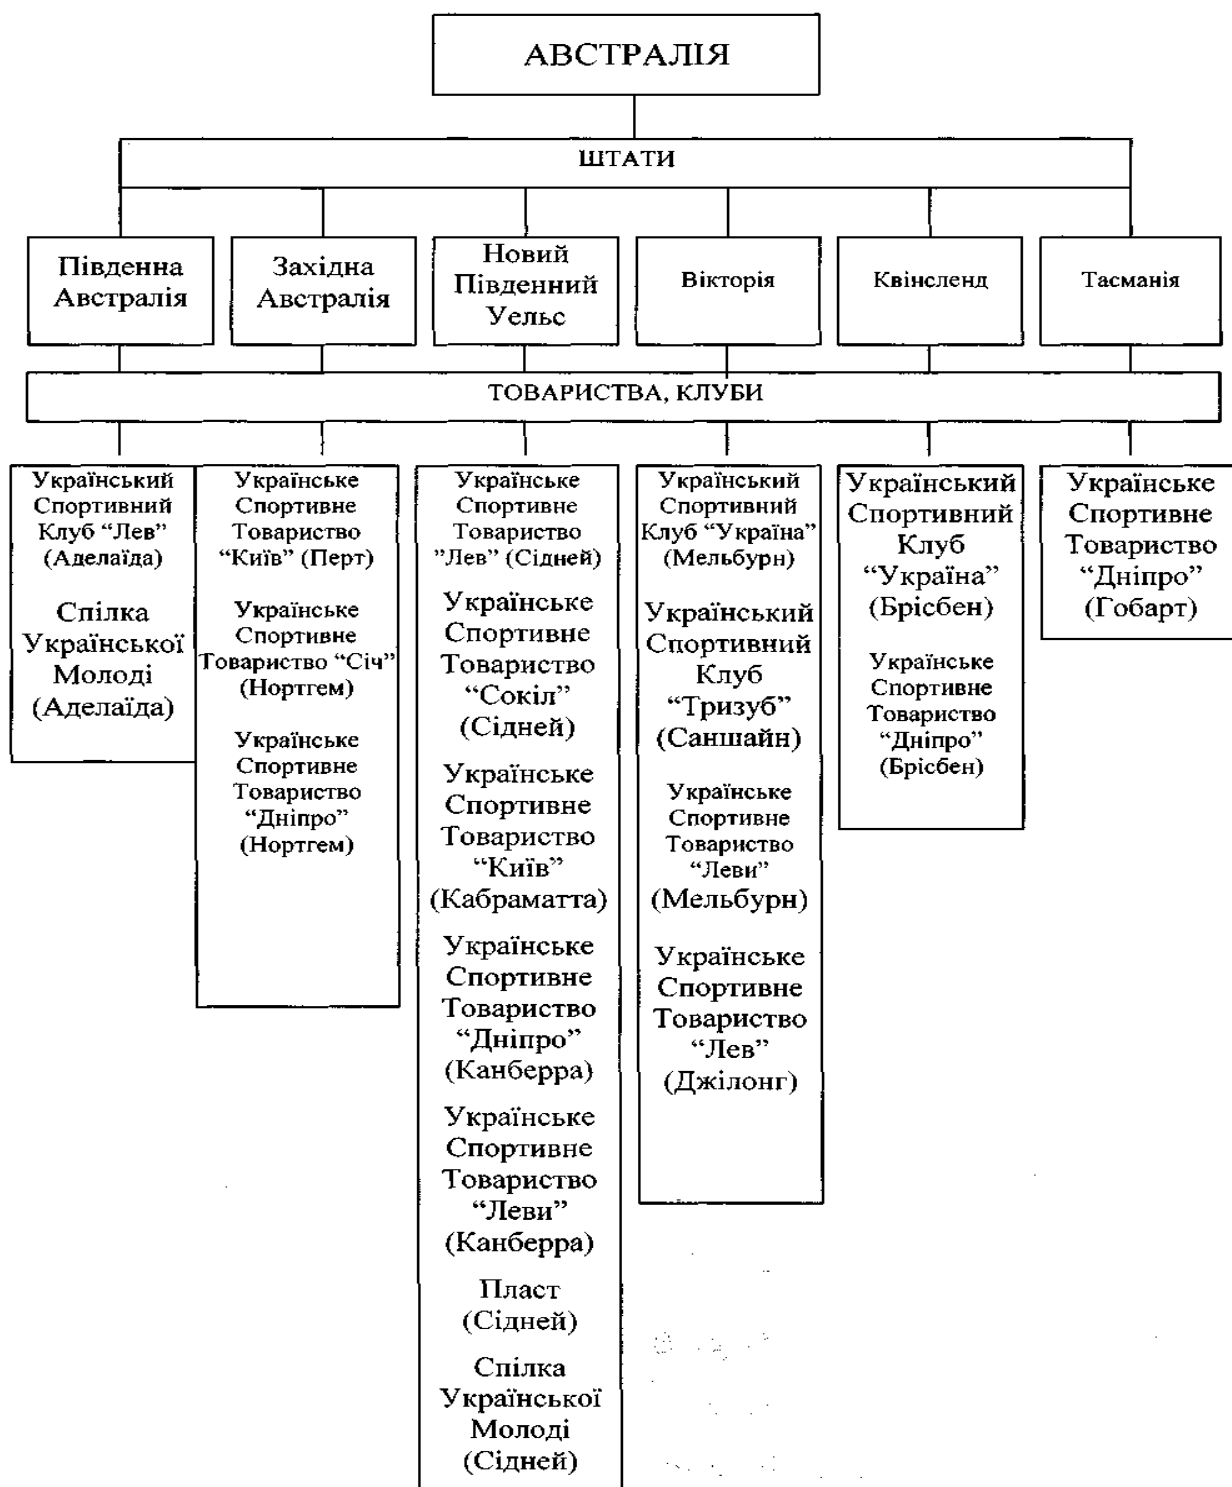 АВСТРАЛІЯ
ШТАТИ
Південна
Австралія
Західна
Австралія
Новий
Південний
Уельс
Вікторія
Квінсленд
Тасманія
ТОВАРИСТВА, КЛУБИ
Український
Спортивний
Клуб “Лев”
(Аделаїда)
Спілка
Української
Молоді
(Аделаїда)
Українське
Спортивне
Товариство
“Київ” (Перт)
Українське
Спортивне
Товариство “Січ”
(Нортгем)
Українське
Спортивне
Товариство
“Дніпро”
(Нортгем)
Українське
Спортивне
Товариство
"Лев” (Сідней)
Українське
Спортивне
Товариство
“Сокіл”
(Сідней)
Українське
Спортивне
Товариство
“Київ”
(Кабраматта)
Українське
Спортивне
Товариство
“Дніпро”
(Канберра)
Українське
Спортивне
Товариство
“Леви”
(Канберра)
Пласт
(Сідней)
Спілка
Української
Молоді
(Сідней)
Український
Спортивний
Клуб “Україна”
(Мельбурн)
Український
Спортивний
Клуб
“Тризуб”
(Саншайн)
Українське
Спортивне
Товариство
“Леви”
(Мельбурн)
Українське
Спортивне
Товариство
“Лев”
(Джілонг)
Український
Спортивний
Клуб
“Україна”
(Брісбен)
Українське
Спортивне
Товариство
“Дніпро”
(Брісбен)
Українське
Спортивне
Товариство
“Дніпро”
(Гобарт)